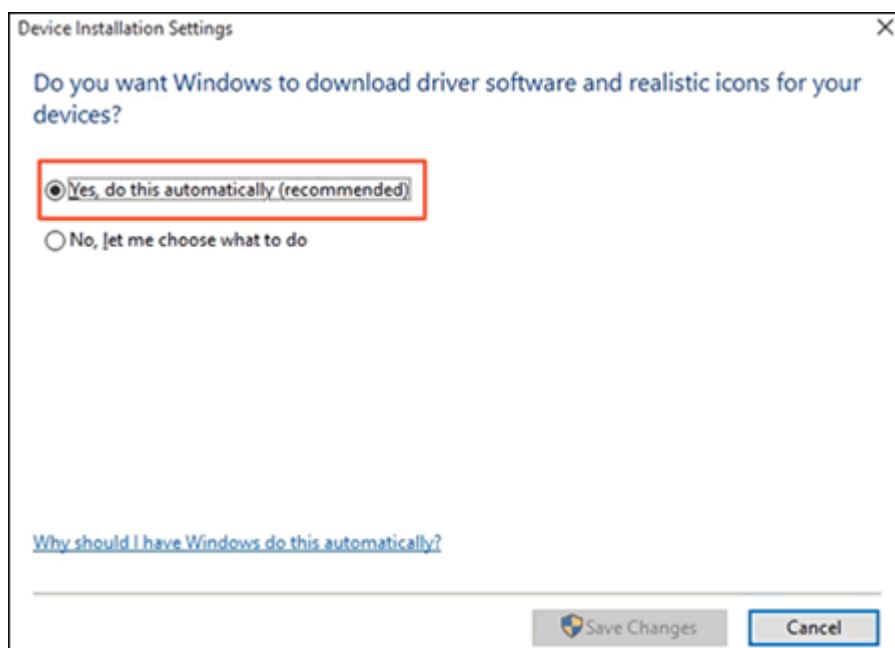 Device Installation Settings
Do you want Windows to download driver software and realistic icons for your
devices?
Yes, do this automatically (recommended)
No, let me choose what to do
Why should I have Windows do this automatically?
Save Changes
Cancel